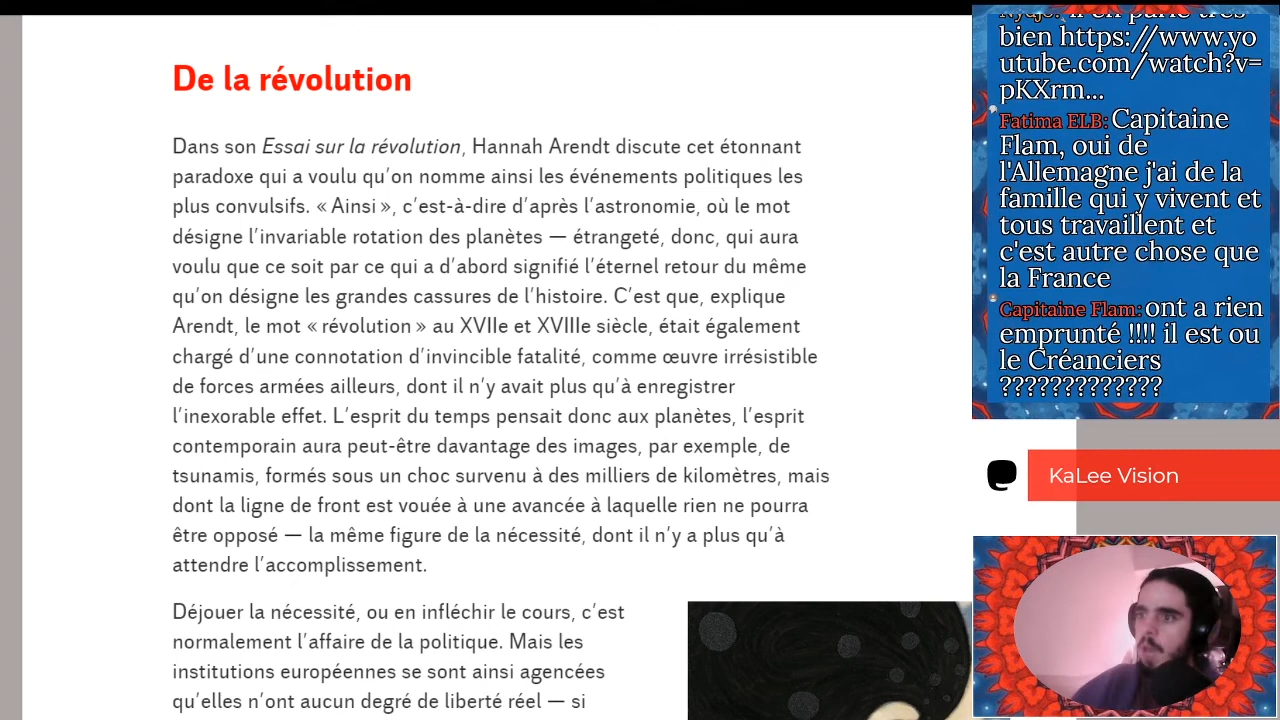 De la révolution
Dans son Essai sur la révolution, Hannah Arendt discute cet étonnant
paradoxe qui a voulu qu’on nomme ainsi les événements politiques les
plus convulsifs. « Ainsi », c’est-à-dire d’après l’astronomie, où le mot
désigne l’invariable rotation des planètes — étrangeté, donc, qui aura
voulu que ce soit par ce qui a d’abord signifié l’éternel retour du même
qu’on désigne les grandes cassures de l’histoire. C’est que, explique
Arendt, le mot « révolution » au XVIIe et XVIIIe siècle, était également
chargé d’une connotation d’invincible fatalité, comme œuvre irrésistible
de forces armées ailleurs, dont il n’y avait plus qu’à enregistrer
l’inexorable effet. L’esprit du temps pensait donc aux planètes, l’esprit
contemporain aura peut-être davantage des images, par exemple, de
tsunamis, formés sous un choc survenu à des milliers de kilomètres, mais
dont la ligne de front est vouée à une avancée à laquelle rien ne pourra
être opposé — la même figure de la nécessité, dont il n’y a plus qu’à
attendre l’accomplissement.
Déjouer la nécessité, ou en infléchir le cours, c’est
normalement l’affaire de la politique. Mais les
institutions européennes se sont ainsi agencées
qu’elles n’ont aucun degré de liberté réel — si
bien https://www.yo
utube.com/watch?v=
pKXrm...
Fatima ELB: Capitaine
Flam, oui de
l'Allemagne j'ai de la
famille qui y vivent et
tous travaillent et
c'est autre chose que
la France
Capitaine Flam: ont a rien
emprunté !!!! il est ou
le Créanciers
?????????????
KaLee Vision